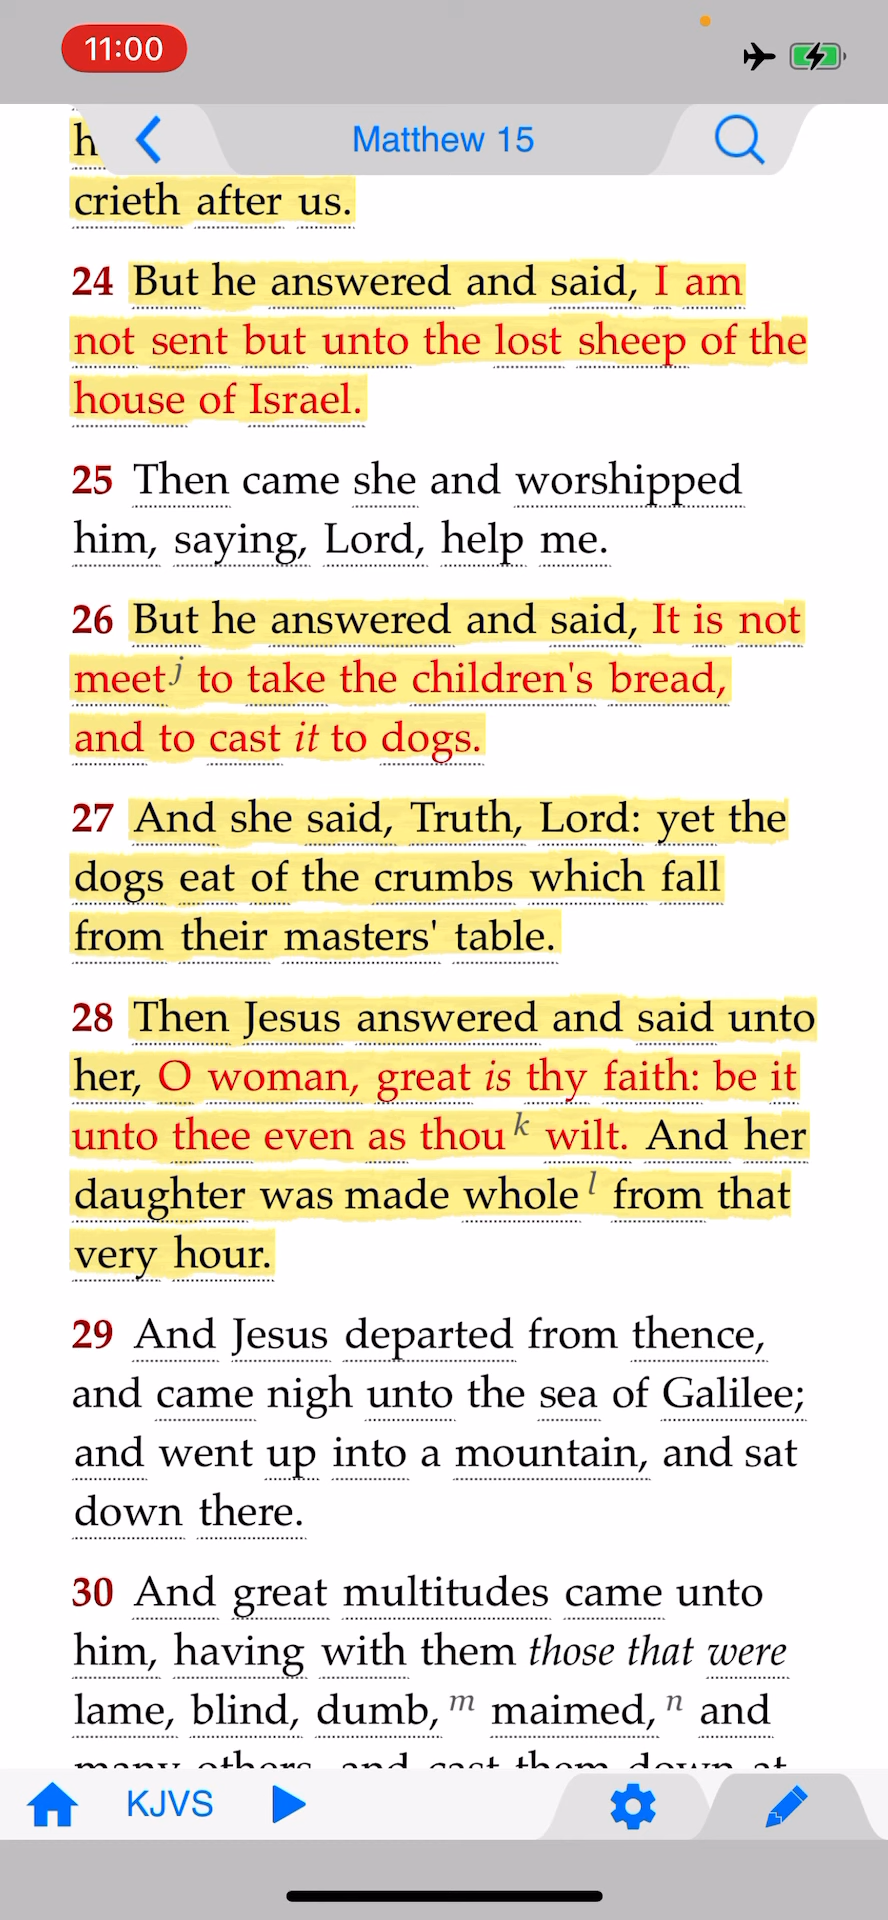 11:00
Matthew 15
h
crieth after us.
24 But he answered and said, I am
not sent but unto the lost sheep of the
house of Israel.
25 Then came she and worshipped
him, saying, Lord, help me.
26 But he answered and said, It is not
meet j to take the children's bread,
and to cast it to dogs.
27 And she said, Truth, Lord: yet the
dogs eat of the crumbs which fall
from their masters' table.
28 Then Jesus answered and said unto
her, O woman, great is thy faith: be it
unto thee even as thou k wilt. And her
daughter was made whole l from that
very hour.
29 And Jesus departed from thence,
and came nigh unto the sea of Galilee;
and went up into a mountain, and sat
down there.
30 And great multitudes came unto
him, having with them those that were
lame, blind, dumb, m maimed, n and
many others, and cast them down at
KJVS